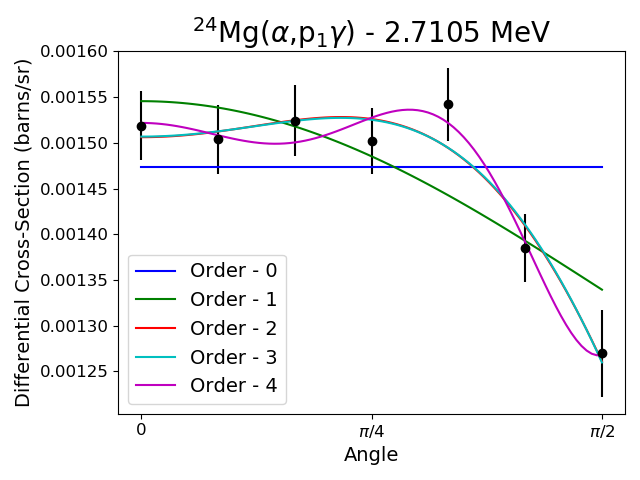 ²⁴Mg(α,p₁γ) - 2.7105 MeV
Differential Cross-Section (barns/sr)
0.00160
0.00155
0.00150
0.00145
0.00140
0.00135
0.00130
0.00125
Order - 0
Order - 1
Order - 2
Order - 3
Order - 4
0 π/4 π/2
Angle